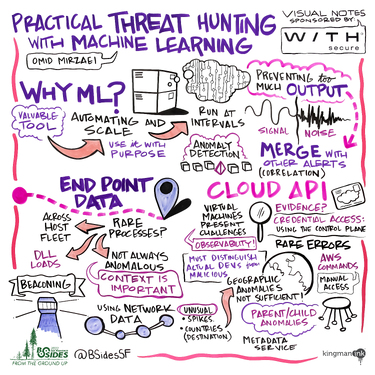 PRACTICAL THREAT HUNTING
WITH MACHINE LEARNING
OMID MIRZAEI
VISUAL NOTES
SPONSORED BY:
WITH
secure
WHY ML?
VALUABLE
TOOL
AUTOMATING AND
SCALE
USE IT WITH
PURPOSE
RUN AT
INTERVALS
ANOMALY
DETECTION
PREVENTING too
MUCH OUTPUT
SIGNAL
NOISE
MERGE WITH
OTHER ALERTS
(CORRELATION)
END POINT
DATA
ACROSS
HOST
FLEET
RARE
PROCESSES?
DLL
LOADS
NOT ALWAYS
ANOMALOUS
CONTEXT IS
IMPORTANT
BEACONING
USING NETWORK
DATA
UNUSUAL
• SPIKES
• COUNTRIES
(DESTINATION)
CLOUD API
VIRTUAL
MACHINES
PRESENT
CHALLENGES
OBSERVABILITY!
EVIDENCE?
CREDENTIAL ACCESS:
USING THE CONTROL PLANE
MUST DISTINGUISH
ACTUAL DEVS from
MALICIOUS
RARE ERRORS
GEOGRAPHIC
ANOMALIES
NOT SUFFICIENT!
AWS
COMMANDS
MANUAL
ACCESS
PARENT/CHILD
ANOMALIES
METADATA
SERVICE
BSIDES
FROM THE GROUND UP
@BSidesSF
kingmanink